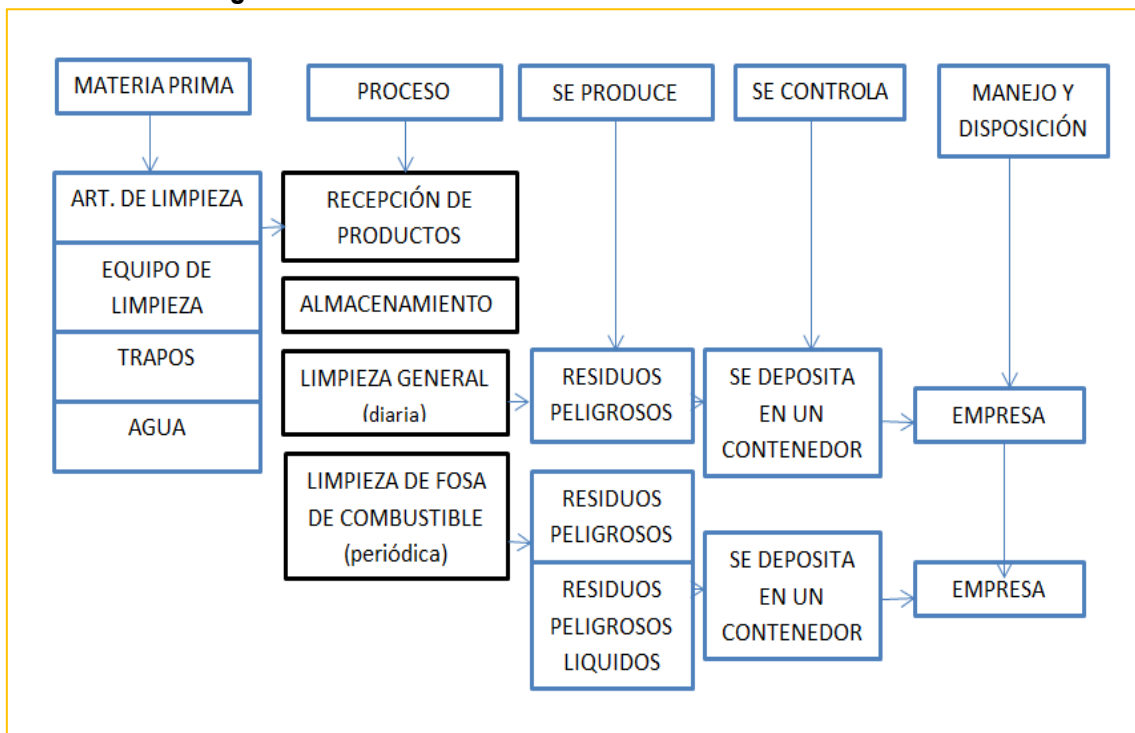 MATERIA PRIMA
PROCESO
SE PRODUCE
SE CONTROLA
MANEJO Y
DISPOSICIÓN
ART. DE LIMPIEZA
EQUIPO DE
LIMPIEZA
TRAPOS
AGUA
RECEPCIÓN DE
PRODUCTOS
ALMACENAMIENTO
LIMPIEZA GENERAL
(diaria)
LIMPIEZA DE FOSA
DE COMBUSTIBLE
(periódica)
RESIDUOS
PELIGROSOS
RESIDUOS
PELIGROSOS
RESIDUOS
PELIGROSOS
LIQUIDOS
SE DEPOSITA
EN UN
CONTENEDOR
SE DEPOSITA
EN UN
CONTENEDOR
EMPRESA
EMPRESA